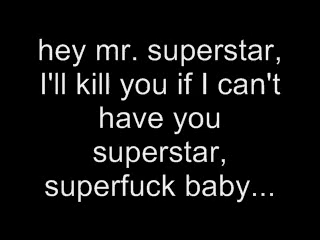 hey mr. superstar,
I'll kill you if I can't
have you
superstar,
superfuck baby...